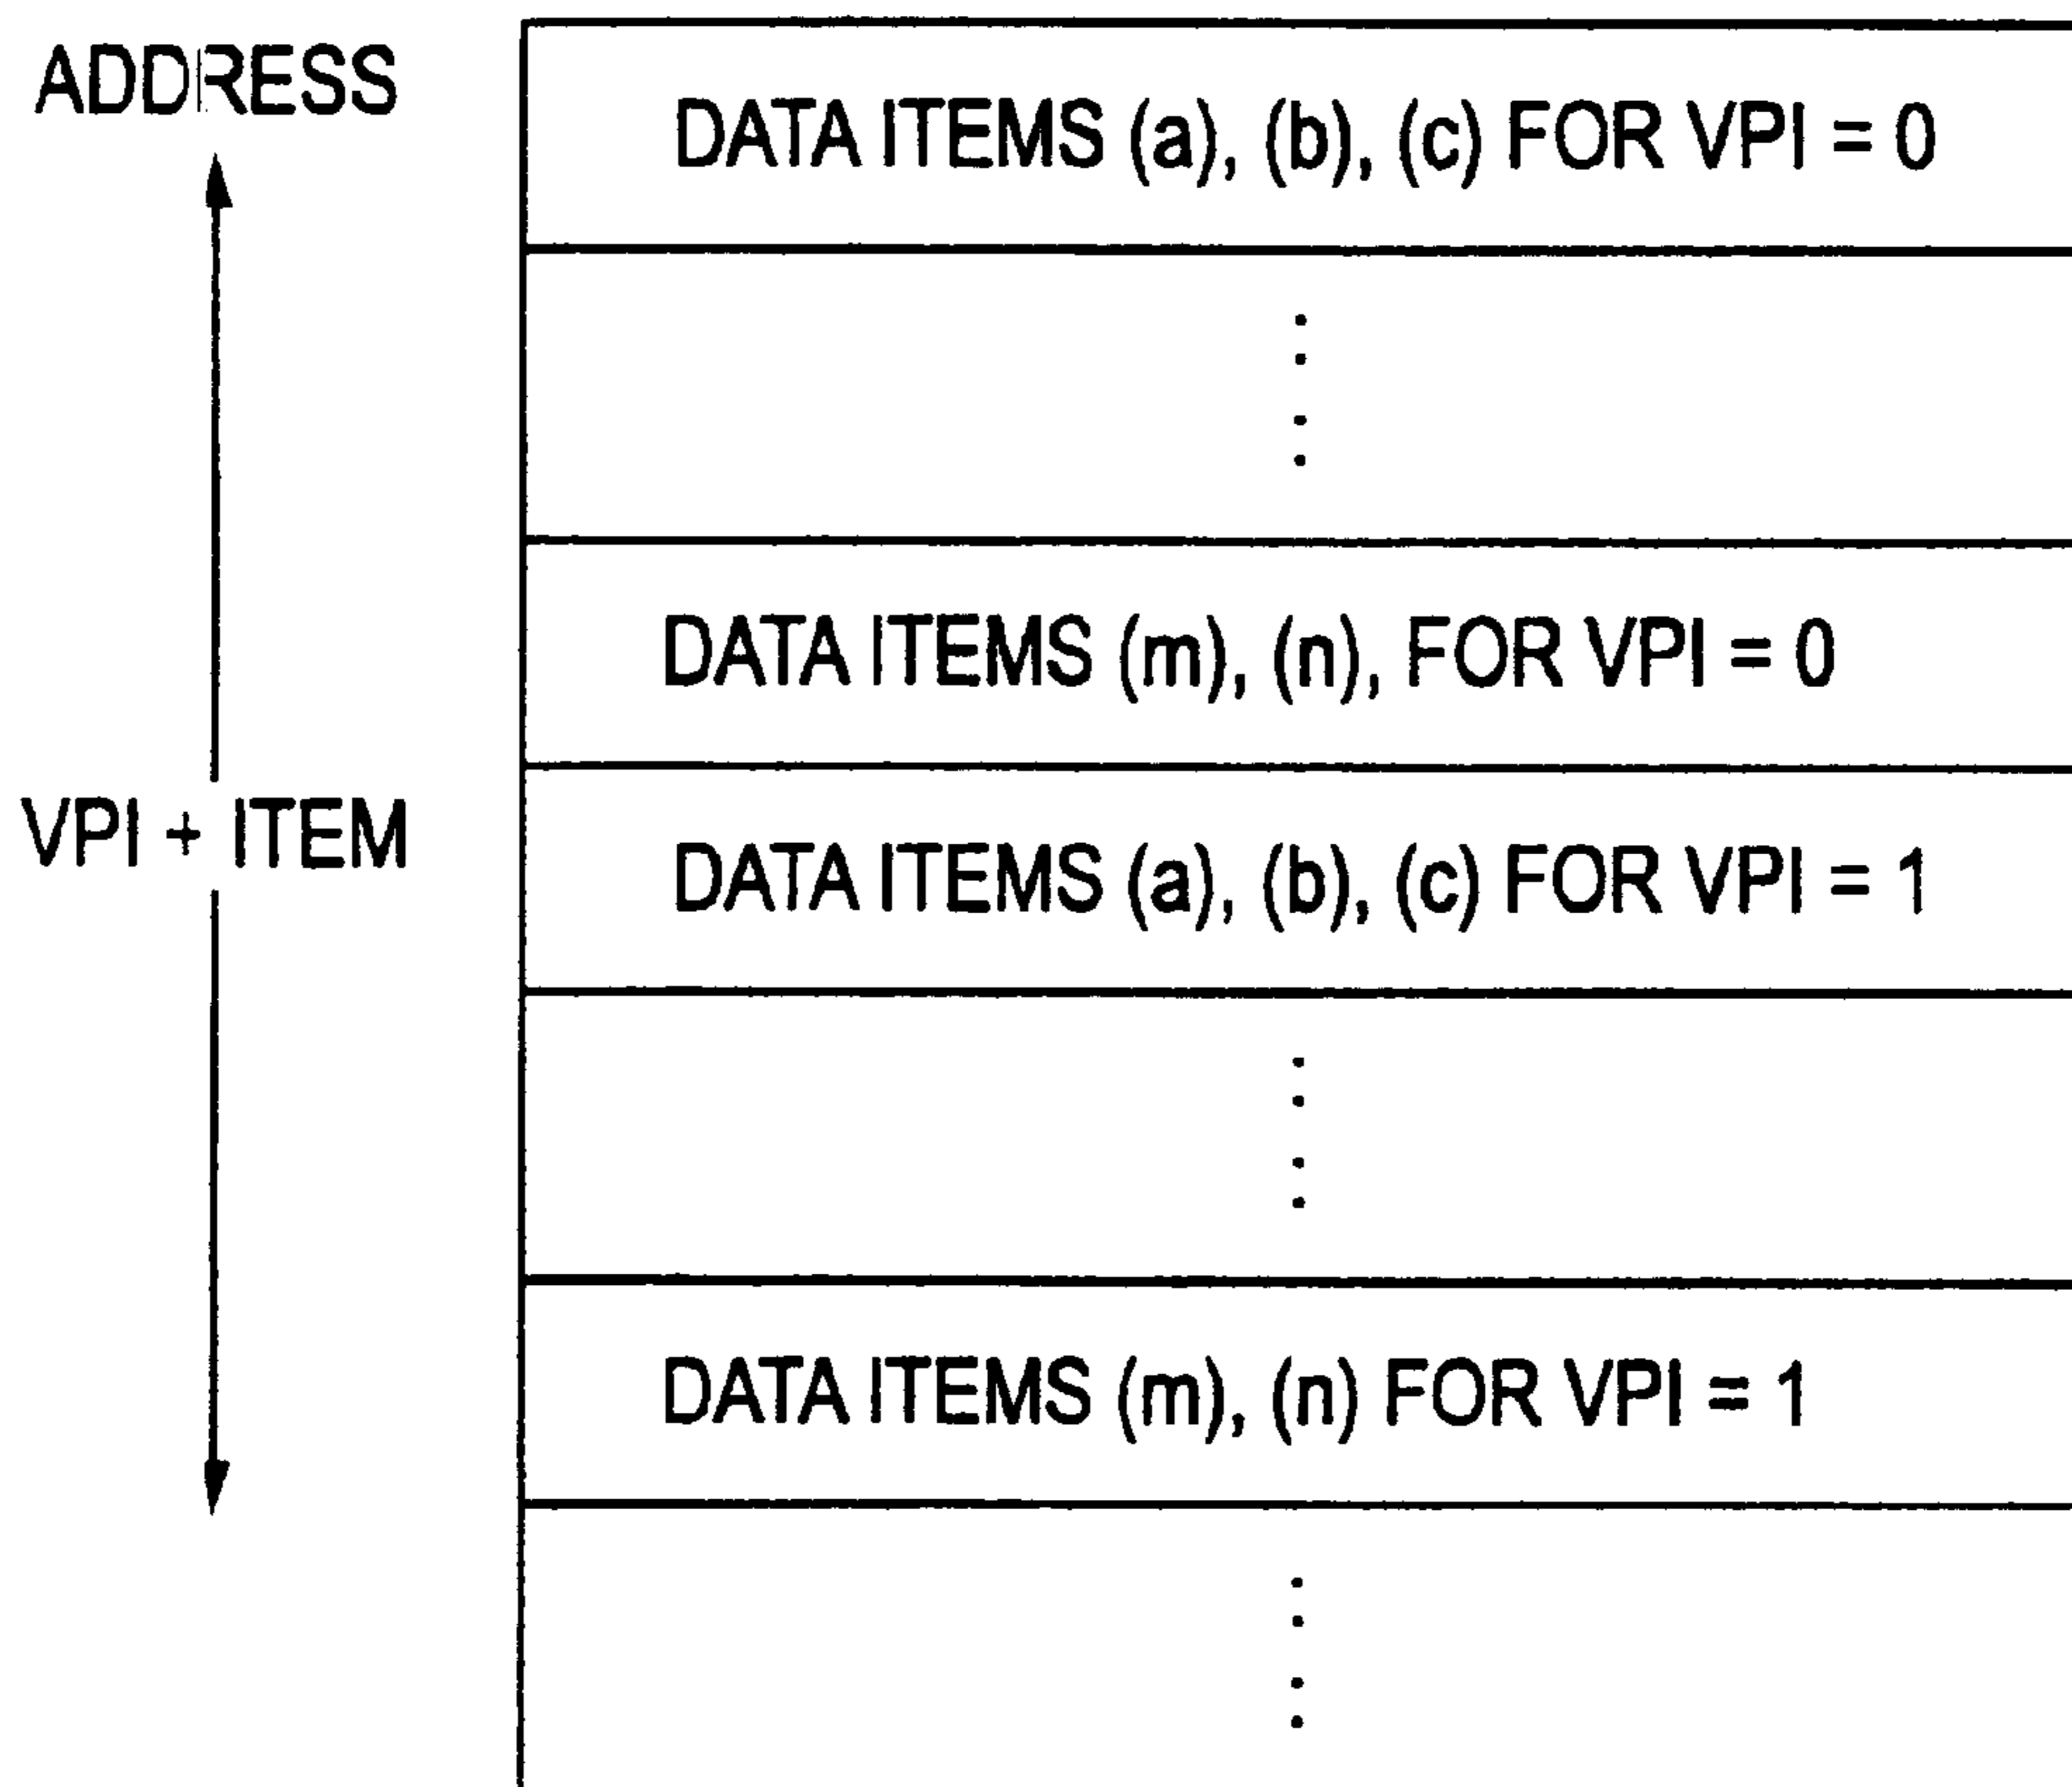 ADDRESS
DATA ITEMS (a), (b), (c) FOR VPI = 0
DATA ITEMS (m), (n), FOR VPI = 0
VPI + ITEM
DATA ITEMS (a), (b), (c) FOR VPI = 1
DATA ITEMS (m), (n) FOR VPI = 1